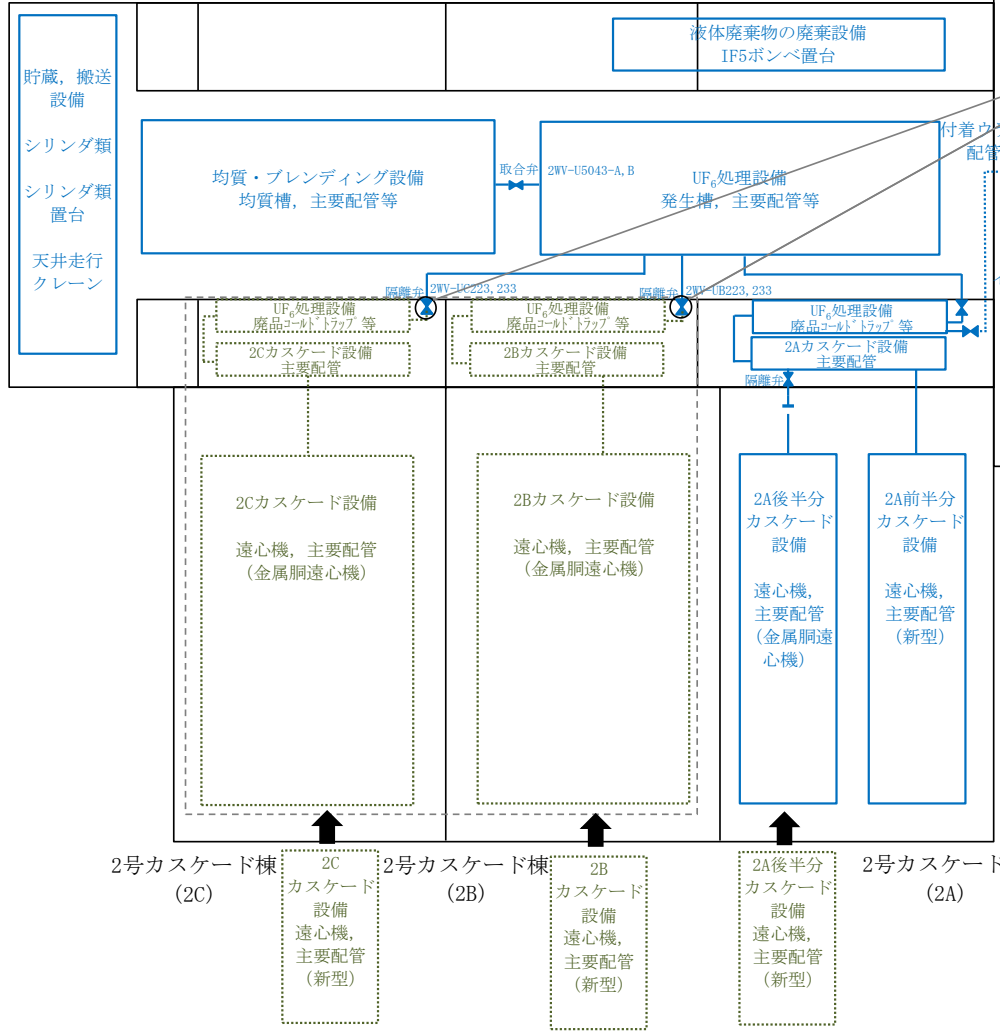 液体廃棄物の廃棄設備
IF5ボンベ置台
貯蔵，搬送
設備
シリンダ類
シリンダ類
置台
天井走行
クレーン
均質・ブレンディング設備
均質槽，主要配管等
取合弁
2WV-U5043-A,B
UF₆処理設備
発生槽，主要配管等
付着ウ
配管
隔離弁
2WV-UC223,233
隔離弁
2WV-UB223,233
UF₆処理設備
廃品ｺｰﾙﾄﾞﾄﾗｯﾌﾟ等
2Cカスケード設備
主要配管
UF₆処理設備
廃品ｺｰﾙﾄﾞﾄﾗｯﾌﾟ等
2Bカスケード設備
主要配管
UF₆処理設備
廃品ｺｰﾙﾄﾞﾄﾗｯﾌﾟ等
2Aカスケード設備
主要配管
隔離弁
2Cカスケード設備
遠心機，主要配管
(金属胴遠心機)
2Bカスケード設備
遠心機，主要配管
(金属胴遠心機)
2A後半分
カスケード
設備
遠心機，
主要配管
(金属胴遠
心機)
2A前半分
カスケード
設備
遠心機，
主要配管
(新型)
2号カスケード棟
(2C)
2号カスケード棟
(2B)
2号カスケード
(2A)
2C
カスケード
設備
遠心機，
主要配管
(新型)
2B
カスケード
設備
遠心機，
主要配管
(新型)
2A後半分
カスケード
設備
遠心機，
主要配管
(新型)